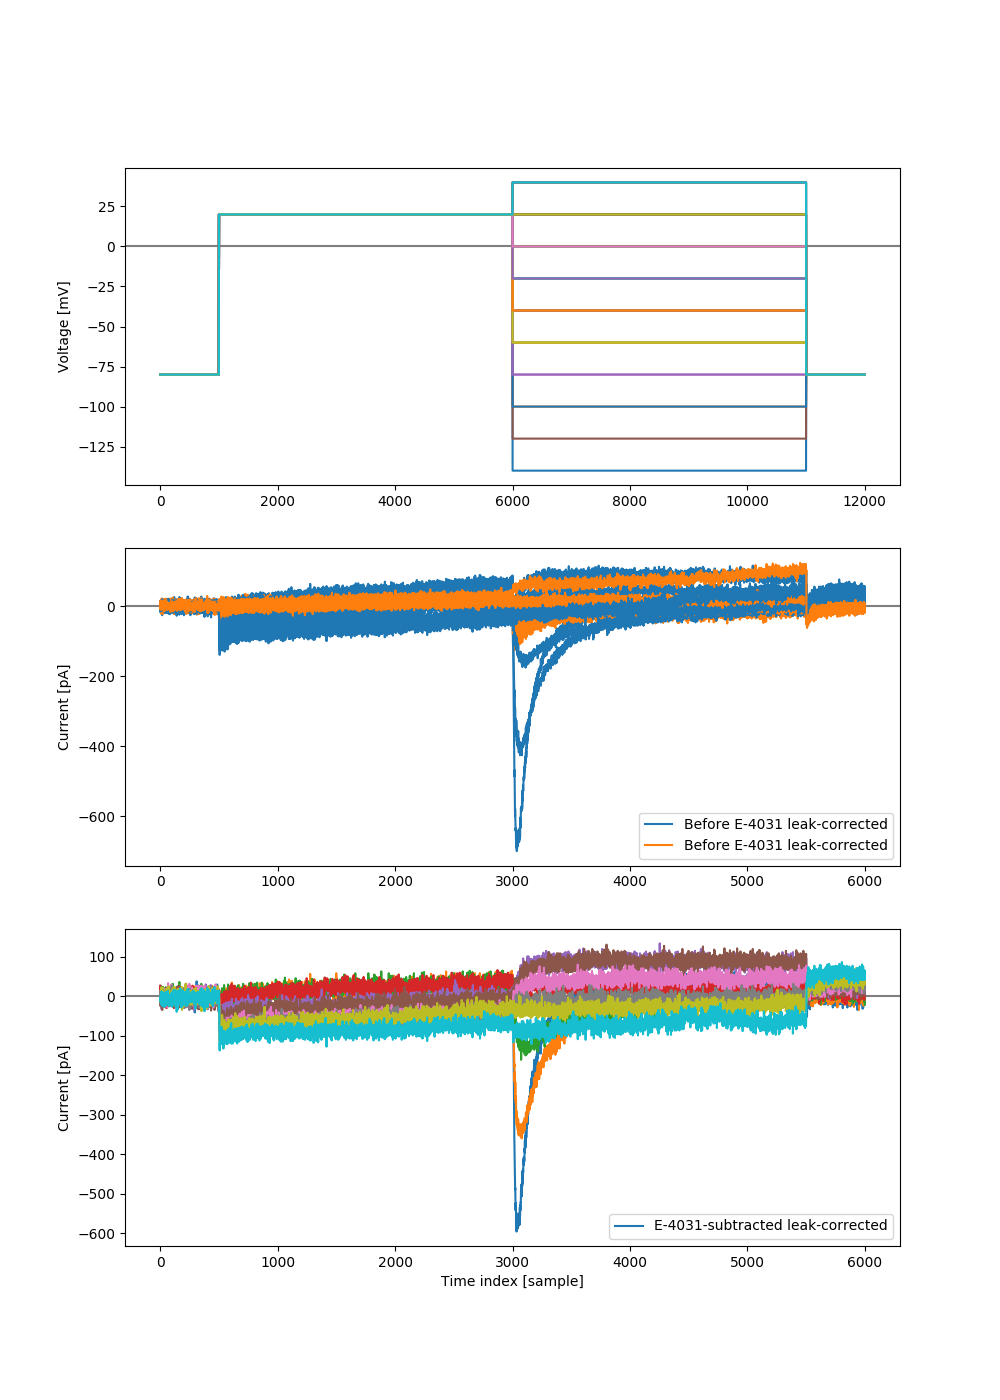 25
0
−25
−50
−75
−100
−125
Voltage [mV]
0 2000 4000 6000 8000 10000 12000
0
−200
−400
−600
Current [pA]
Before E-4031 leak-corrected
Before E-4031 leak-corrected
0 1000 2000 3000 4000 5000 6000
100
0
−100
−200
−300
−400
−500
−600
Current [pA]
E-4031-subtracted leak-corrected
0 1000 2000 3000 4000 5000 6000
Time index [sample]